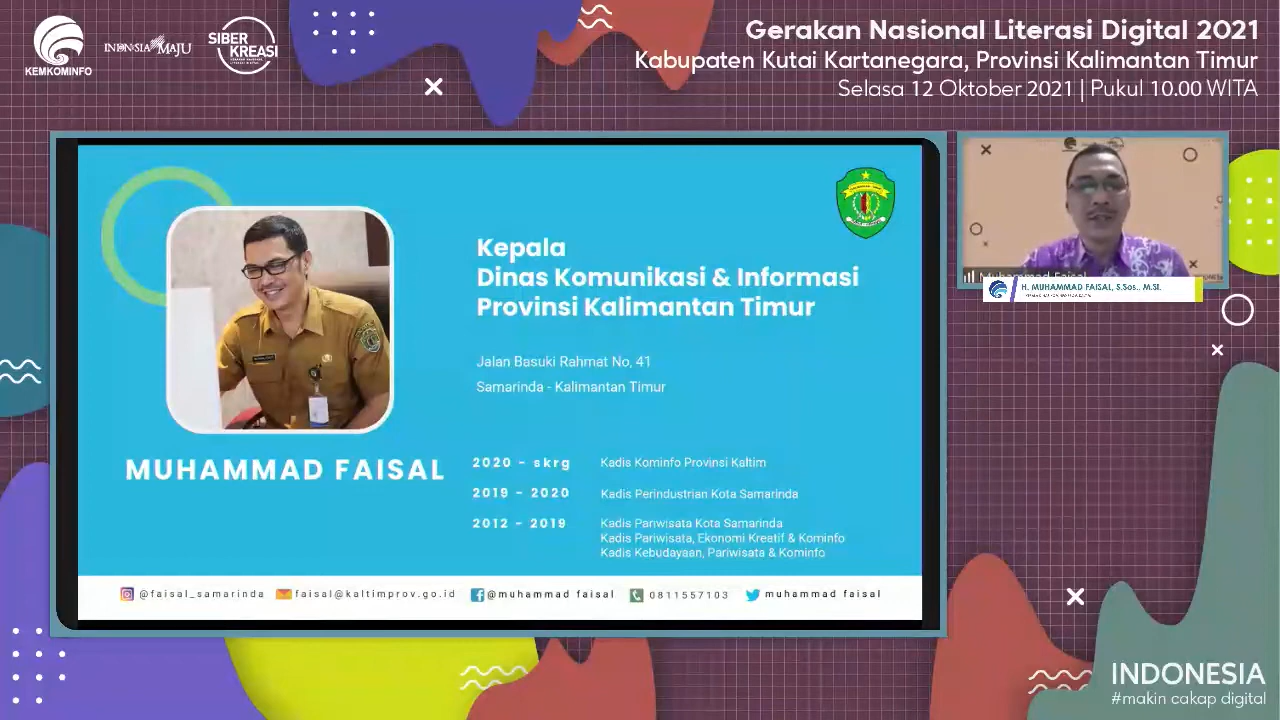 KEMKOMINFO
INDONESIA MAJU
SIBER
KREASI
Gerakan Nasional Literasi Digital 2021
Kabupaten Kutai Kartanegara, Provinsi Kalimantan Timur
Selasa 12 Oktober 2021 | Pukul 10.00 WITA
Kepala
Dinas Komunikasi & Informasi
Provinsi Kalimantan Timur
Jalan Basuki Rahmat No, 41
Samarinda - Kalimantan Timur
MUHAMMAD FAISAL
2020 - skrg Kadis Kominfo Provinsi Kaltim
2019 - 2020 Kadis Perindustrian Kota Samarinda
2012 - 2019 Kadis Pariwisata Kota Samarinda
Kadis Pariwisata, Ekonomi Kreatif & Kominfo
Kadis Kebudayaan, Pariwisata & Kominfo
@faisal_samarinda faisal@kaltimprov.go.id @muhammad faisal 0811557103 muhammad faisal
Muhammad Faisal
H. MUHAMMAD FAISAL, S.Sos., M.SI.
INDONESIA
#makin cakap digital